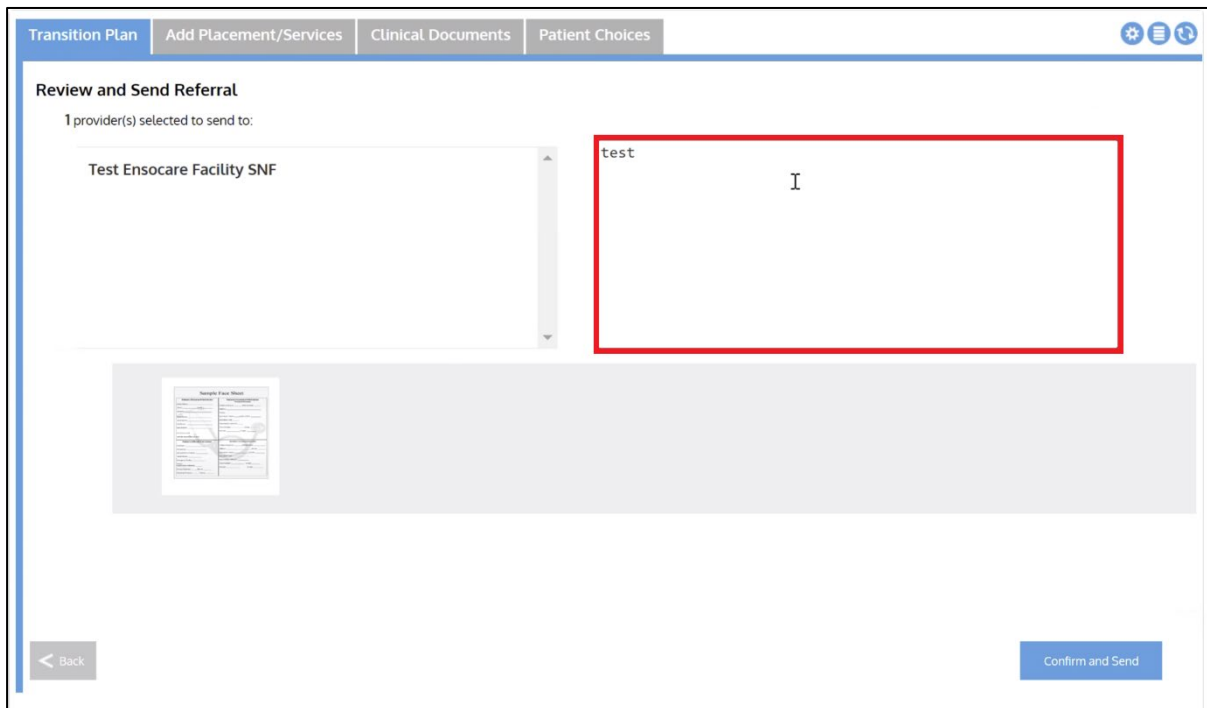 Transition Plan
Add Placement/Services
Clinical Documents
Patient Choices
Review and Send Referral
1 provider(s) selected to send to:
Test Ensocare Facility SNF
test
Sample Face Sheet
Back
Confirm and Send